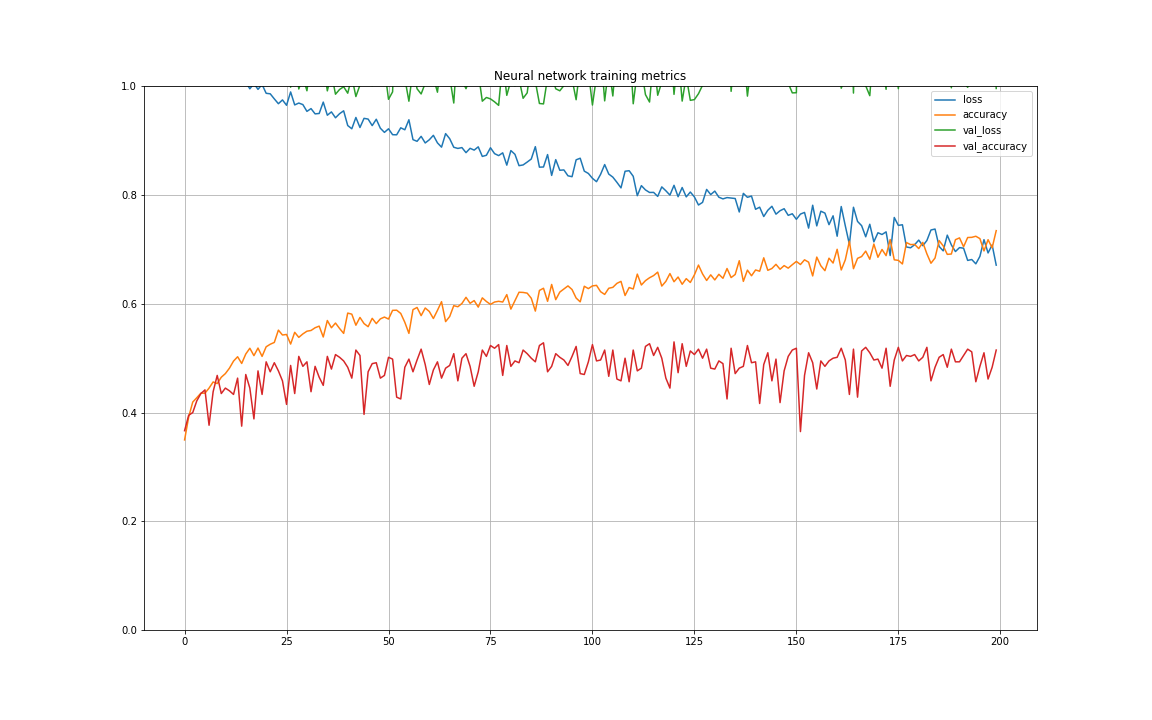 Neural network training metrics
1.0
loss
accuracy
val_loss
val_accuracy
0.8
0.6
0.4
0.2
0.0
0 25 50 75 100 125 150 175 200